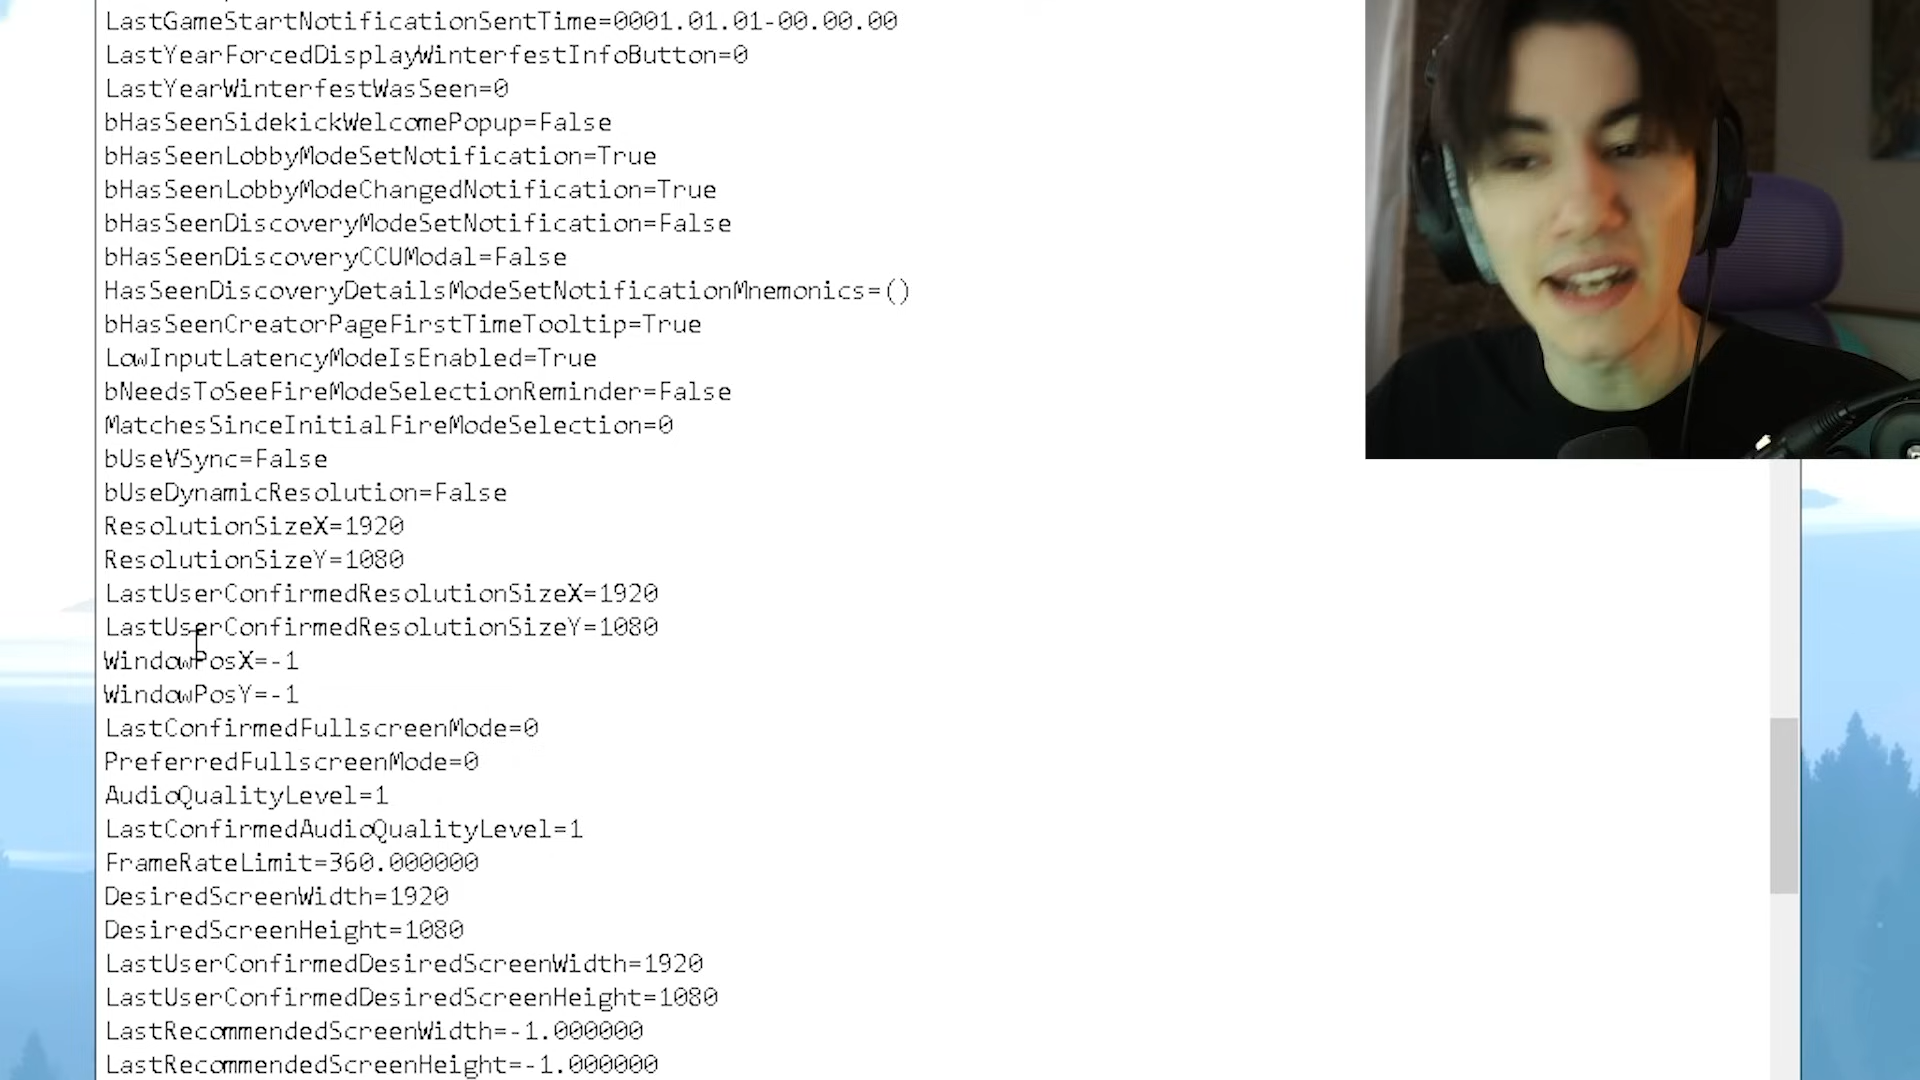 LastGameStartNotificationSentTime=0001.01.01-00.00.00
LastYearForcedDisplayWinterfestInfoButton=0
LastYearWinterfestWasSeen=0
bHasSeenSidekickWelcomePopup=False
bHasSeenLobbyModeSetNotification=True
bHasSeenLobbyModeChangedNotification=True
bHasSeenDiscoveryModeSetNotification=False
bHasSeenDiscoveryCCUModal=False
HasSeenDiscoveryDetailsModeSetNotificationMnemonics=()
bHasSeenCreatorPageFirstTimeTooltip=True
LowInputLatencyModeIsEnabled=True
bNeedsToSeeFireModeSelectionReminder=False
MatchesSinceInitialFireModeSelection=0
bUseVSync=False
bUseDynamicResolution=False
ResolutionSizeX=1920
ResolutionSizeY=1080
LastUserConfirmedResolutionSizeX=1920
LastUserConfirmedResolutionSizeY=1080
WindowPosX=-1
WindowPosY=-1
LastConfirmedFullscreenMode=0
PreferredFullscreenMode=0
AudioQualityLevel=1
LastConfirmedAudioQualityLevel=1
FrameRateLimit=360.000000
DesiredScreenWidth=1920
DesiredScreenHeight=1080
LastUserConfirmedDesiredScreenWidth=1920
LastUserConfirmedDesiredScreenHeight=1080
LastRecommendedScreenWidth=-1.000000
LastRecommendedScreenHeight=-1.000000